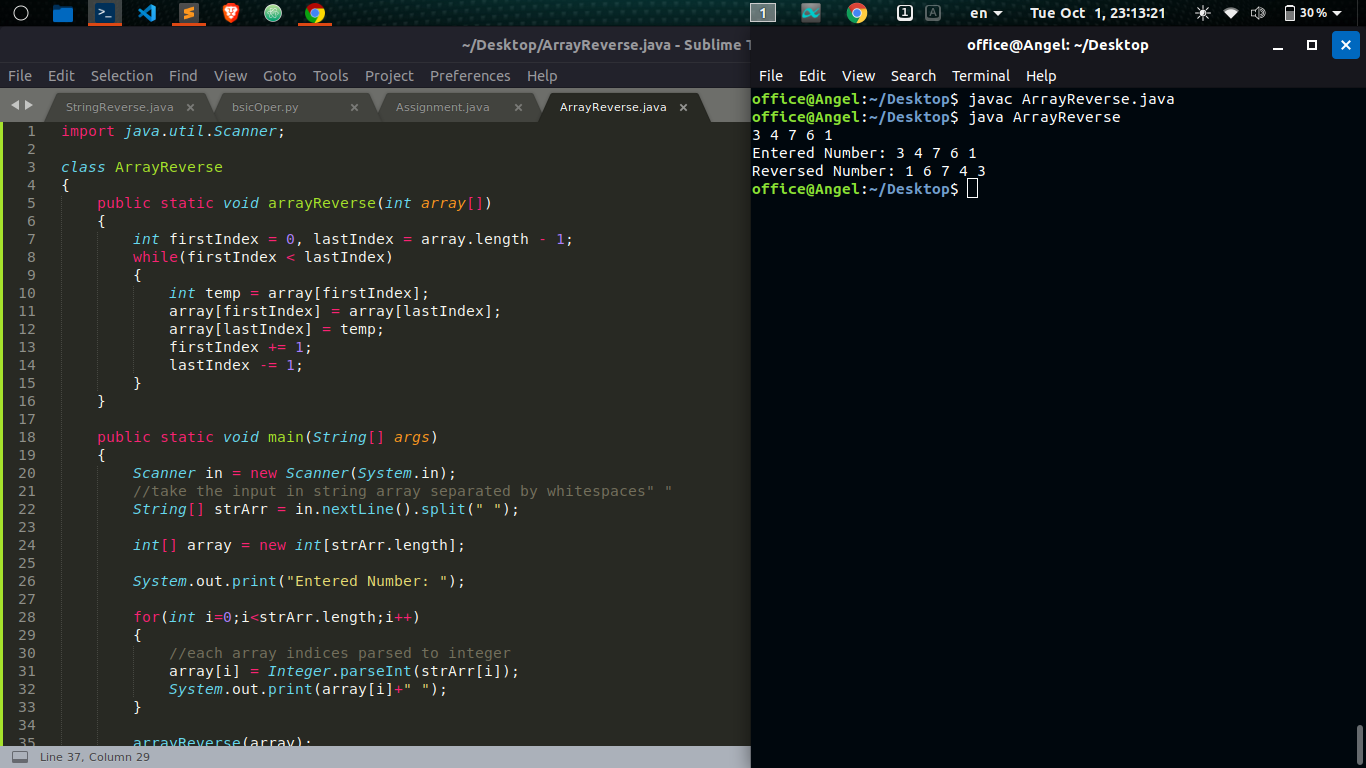 1 1 A en Tue Oct 1, 23:13:21 30 %
~/Desktop/ArrayReverse.java - Sublime T
File Edit Selection Find View Goto Tools Project Preferences Help
StringReverse.java × bsicOper.py × Assignment.java × ArrayReverse.java ×
1 import java.util.Scanner;
2
3 class ArrayReverse
4 {
5     public static void arrayReverse(int array[])
6     {
7         int firstIndex = 0, lastIndex = array.length - 1;
8         while(firstIndex < lastIndex)
9         {
10             int temp = array[firstIndex];
11             array[firstIndex] = array[lastIndex];
12             array[lastIndex] = temp;
13             firstIndex += 1;
14             lastIndex -= 1;
15         }
16     }
17
18     public static void main(String[] args)
19     {
20         Scanner in = new Scanner(System.in);
21         //take the input in string array separated by whitespaces" "
22         String[] strArr = in.nextLine().split(" ");
23
24         int[] array = new int[strArr.length];
25
26         System.out.print("Entered Number: ");
27
28         for(int i=0;i<strArr.length;i++)
29         {
30             //each array indices parsed to integer
31             array[i] = Integer.parseInt(strArr[i]);
32             System.out.print(array[i]+" ");
33         }
34
35         arrayReverse(array);
Line 37, Column 29
office@Angel: ~/Desktop
File Edit View Search Terminal Help
office@Angel:~/Desktop$ javac ArrayReverse.java
office@Angel:~/Desktop$ java ArrayReverse
3 4 7 6 1
Entered Number: 3 4 7 6 1
Reversed Number: 1 6 7 4 3
office@Angel:~/Desktop$